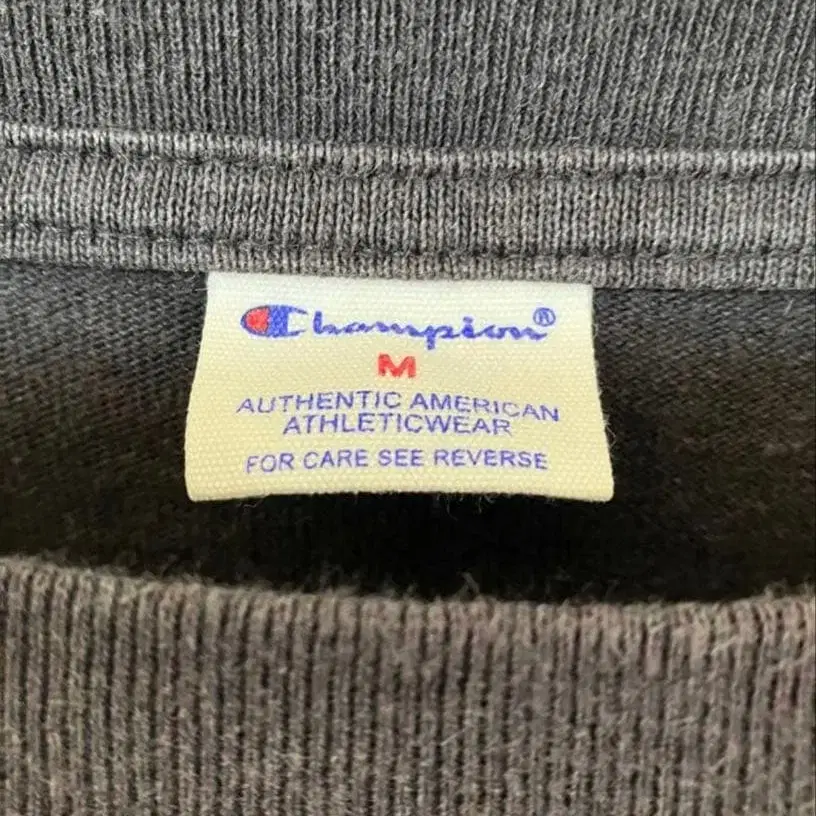 Champion®
M
AUTHENTIC AMERICAN
ATHLETICWEAR
FOR CARE SEE REVERSE